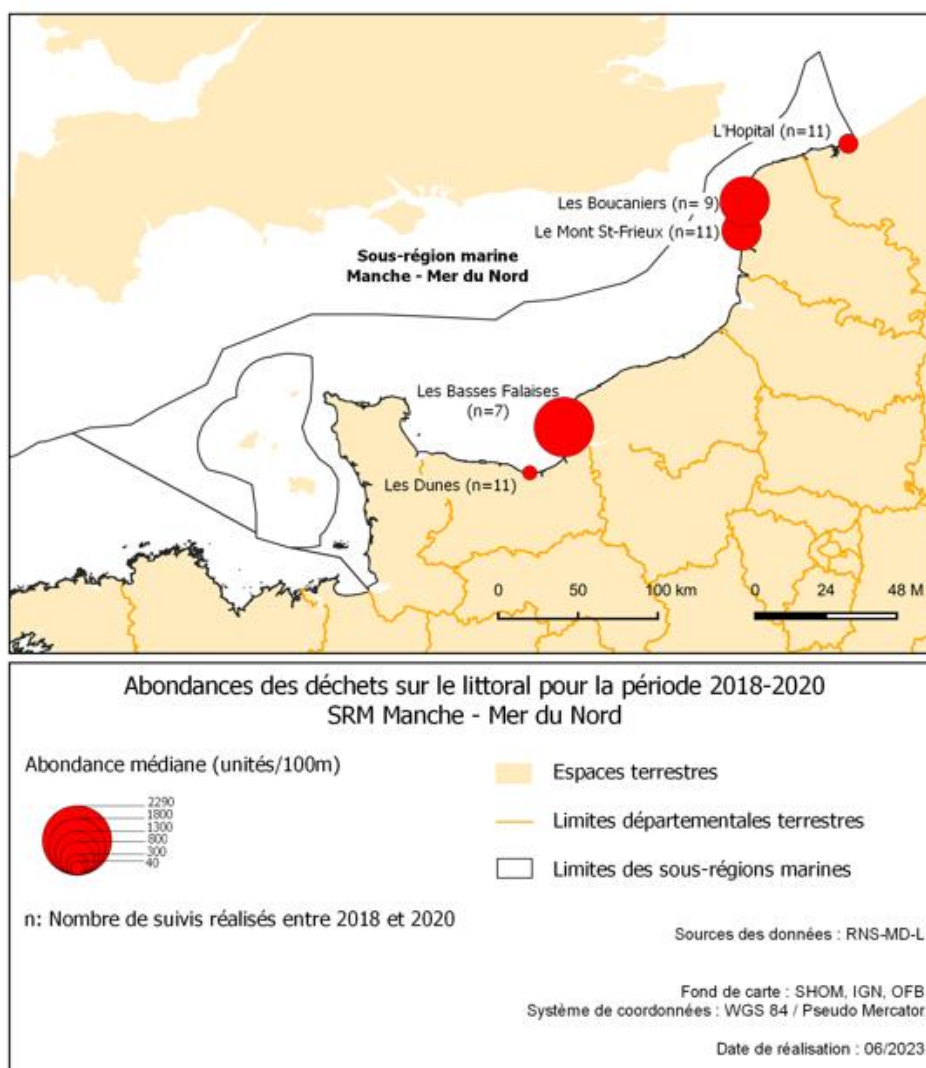 L'Hopital (n=11)
Les Boucaniers (n= 9)
Le Mont St-Frieux (n=11)
Sous-région marine
Manche - Mer du Nord
Les Basses Falaises
(n=7)
Les Dunes (n=11)
0 50 100 km
0 24 48 M
Abondances des déchets sur le littoral pour la période 2018-2020
SRM Manche - Mer du Nord
Abondance médiane (unités/100m)
2290
1800
1300
800
300
40
n: Nombre de suivis réalisés entre 2018 et 2020
Espaces terrestres
Limites départementales terrestres
Limites des sous-régions marines
Sources des données : RNS-MD-L
Fond de carte : SHOM, IGN, OFB
Système de coordonnées : WGS 84 / Pseudo Mercator
Date de réalisation : 06/2023